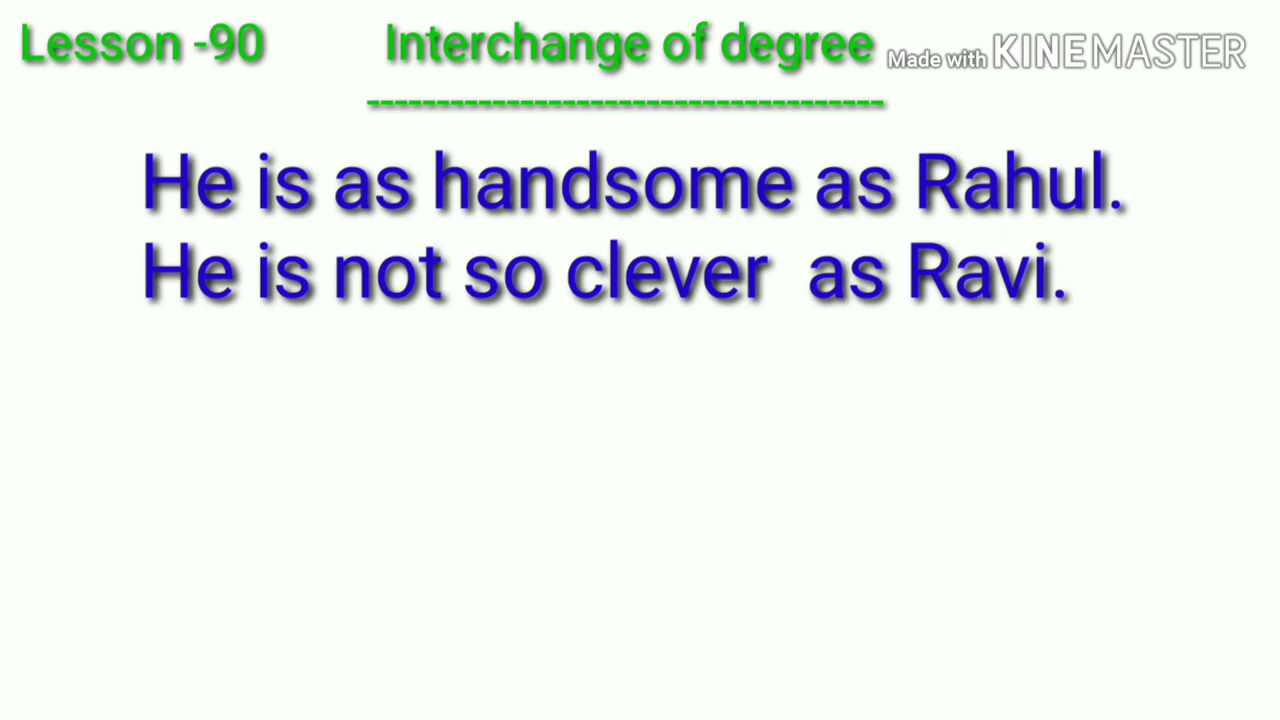 Lesson -90 Interchange of degree Made with KINEMASTER
-------------------------------------
He is as handsome as Rahul.
He is not so clever as Ravi.